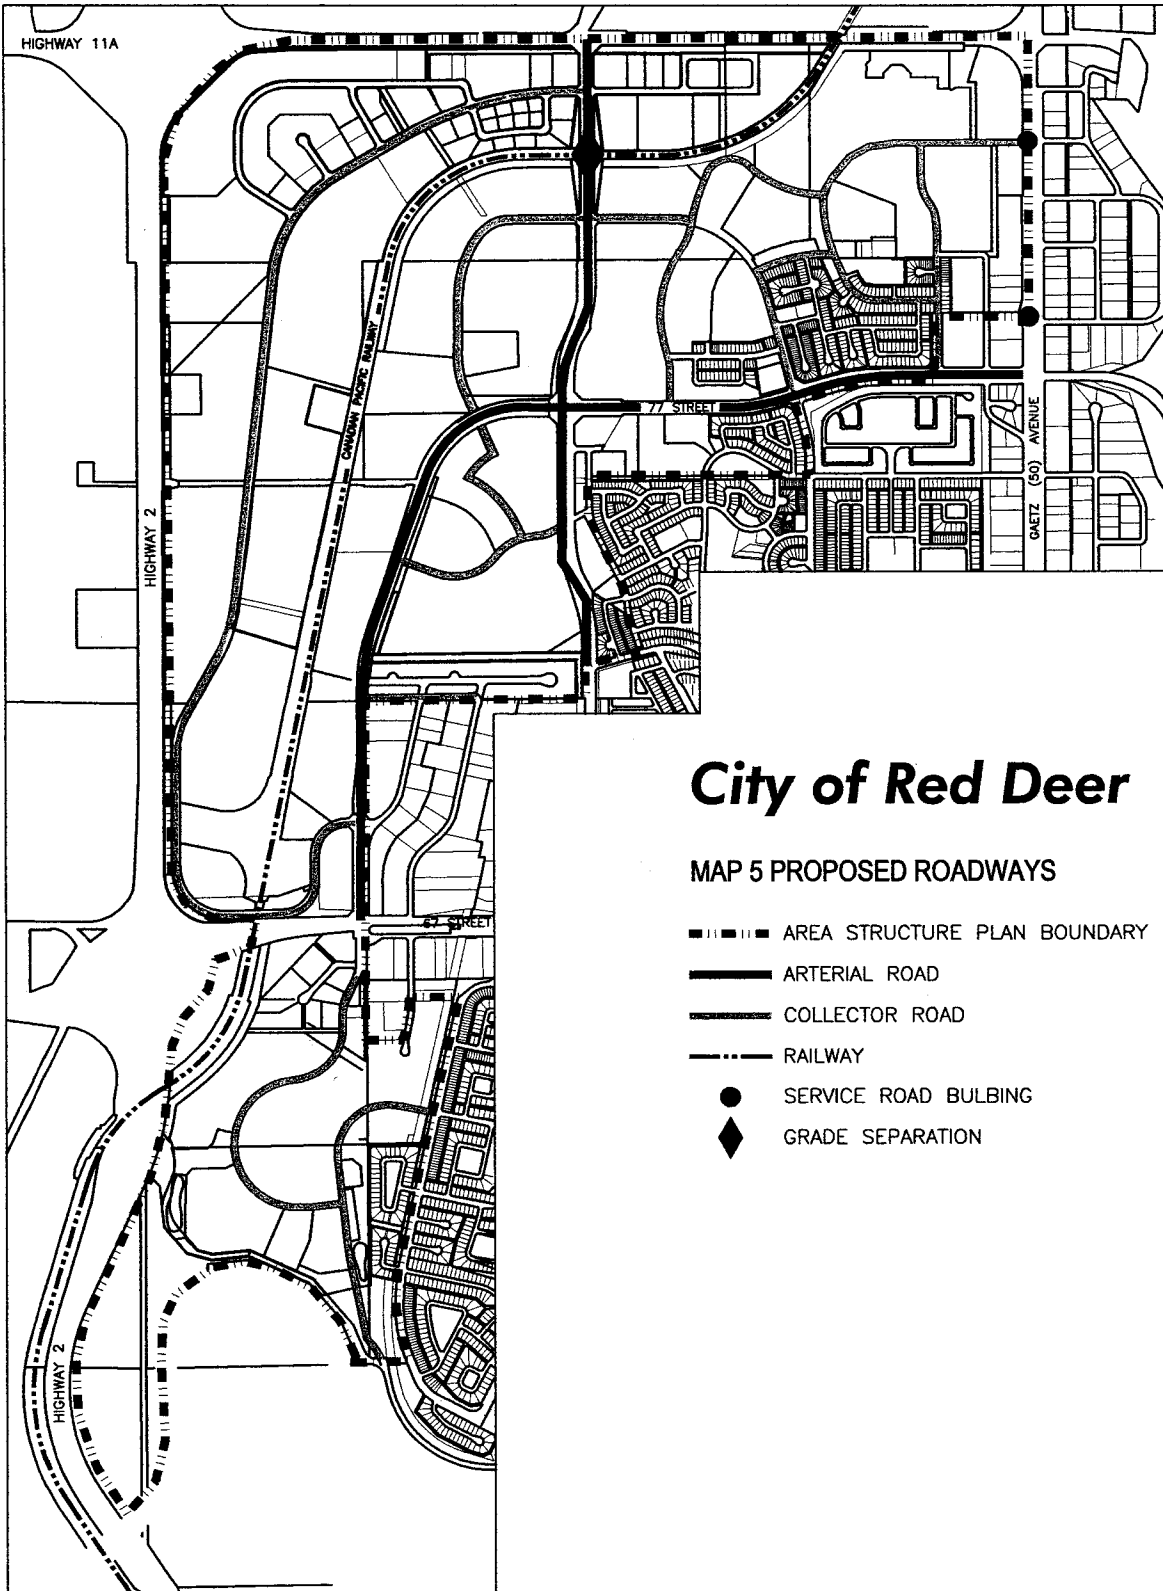 HIGHWAY 11A
CANADIAN PACIFIC RAILWAY
77 STREET
GAETZ (50) AVENUE
HIGHWAY 2
67 STREET
HIGHWAY 2
City of Red Deer
MAP 5 PROPOSED ROADWAYS
AREA STRUCTURE PLAN BOUNDARY
ARTERIAL ROAD
COLLECTOR ROAD
RAILWAY
SERVICE ROAD BULBING
GRADE SEPARATION